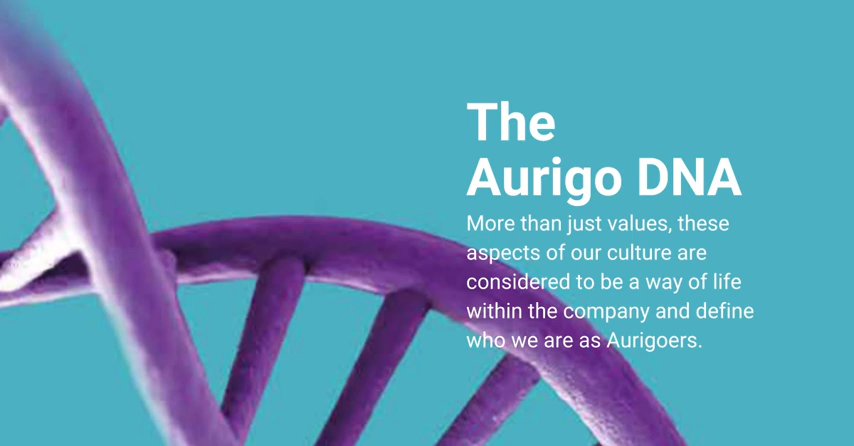 The
Aurigo DNA
More than just values, these
aspects of our culture are
considered to be a way of life
within the company and define
who we are as Aurigoers.